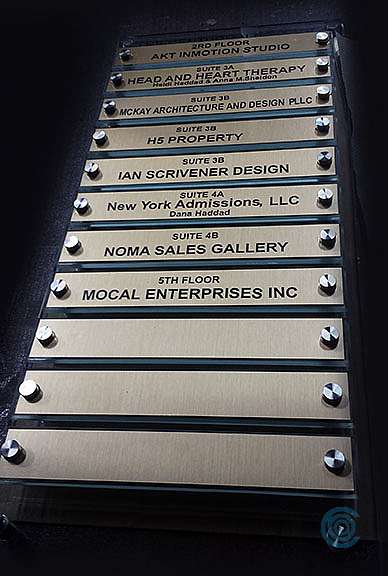 2RD FLOOR
AKT INMOTION STUDIO
SUITE 3A
HEAD AND HEART THERAPY
Heidi Haddad & Anna M.Sheldon
SUITE 3B
MCKAY ARCHITECTURE AND DESIGN PLLC
SUITE 3B
H5 PROPERTY
SUITE 3B
IAN SCRIVENER DESIGN
SUITE 4A
New York Admissions, LLC
Dana Haddad
SUITE 4B
NOMA SALES GALLERY
5TH FLOOR
MOCAL ENTERPRISES INC